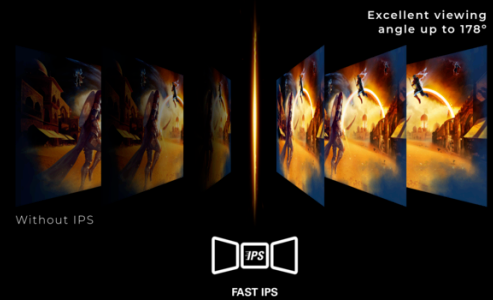 Excellent viewing
angle up to 178°
Without IPS
IPS
FAST IPS